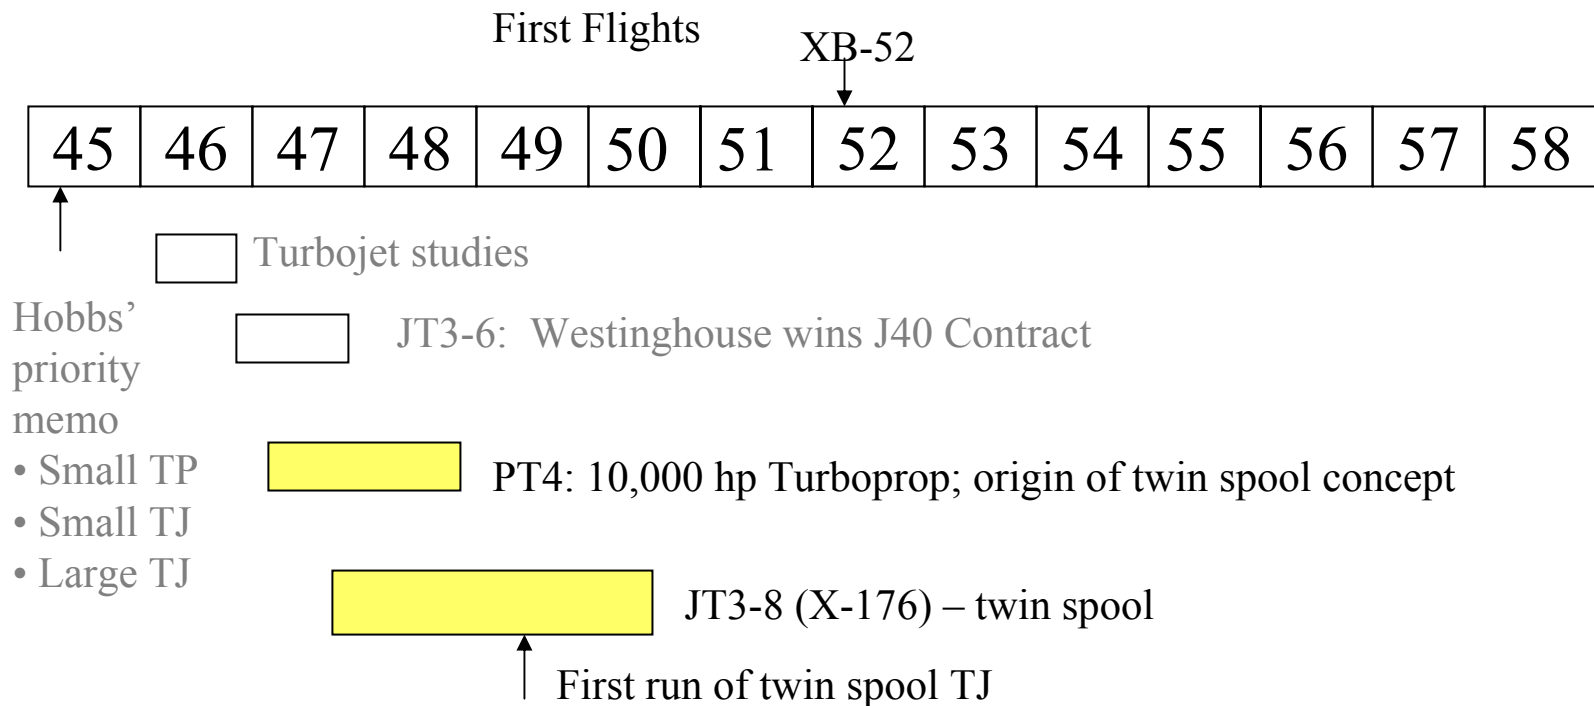 First Flights
XB-52
45 46 47 48 49 50 51 52 53 54 55 56 57 58
Turbojet studies
Hobbs’
priority
memo
• Small TP
• Small TJ
• Large TJ
JT3-6: Westinghouse wins J40 Contract
PT4: 10,000 hp Turboprop; origin of twin spool concept
JT3-8 (X-176) – twin spool
First run of twin spool TJ